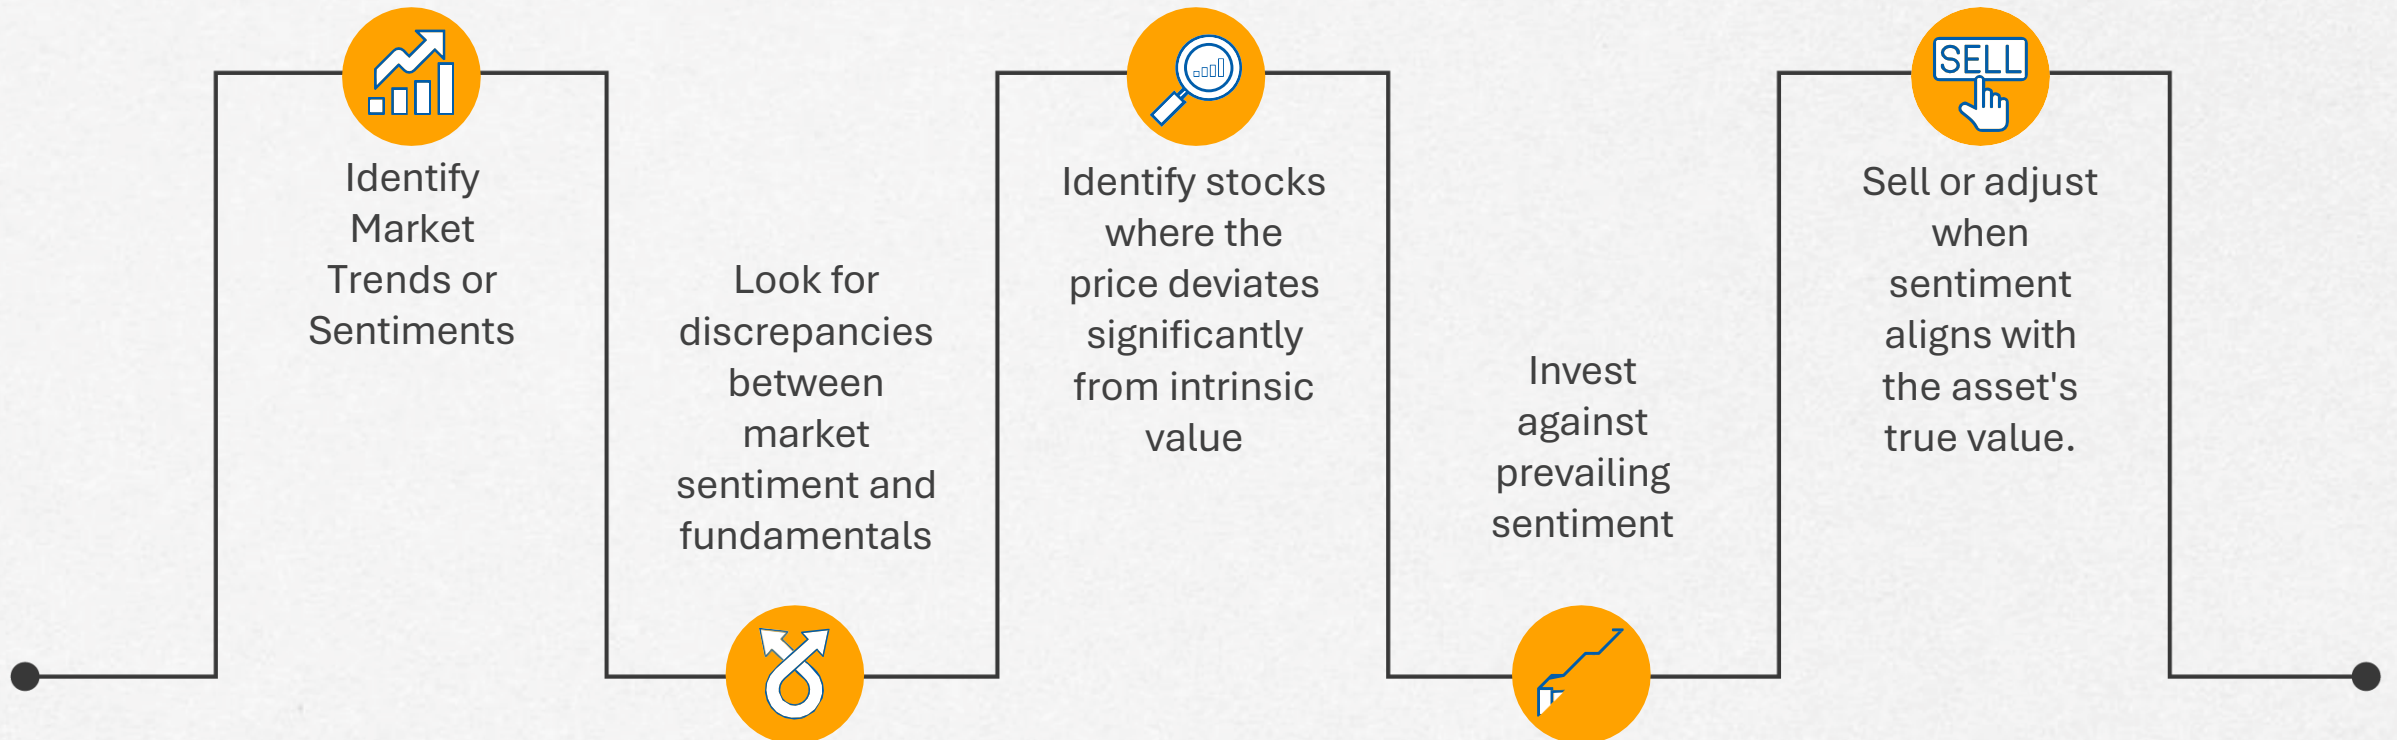 Identify
Market
Trends or
Sentiments
Look for
discrepancies
between
market
sentiment and
fundamentals
Identify stocks
where the
price deviates
significantly
from intrinsic
value
Invest
against
prevailing
sentiment
SELL
Sell or adjust
when
sentiment
aligns with
the asset's
true value.